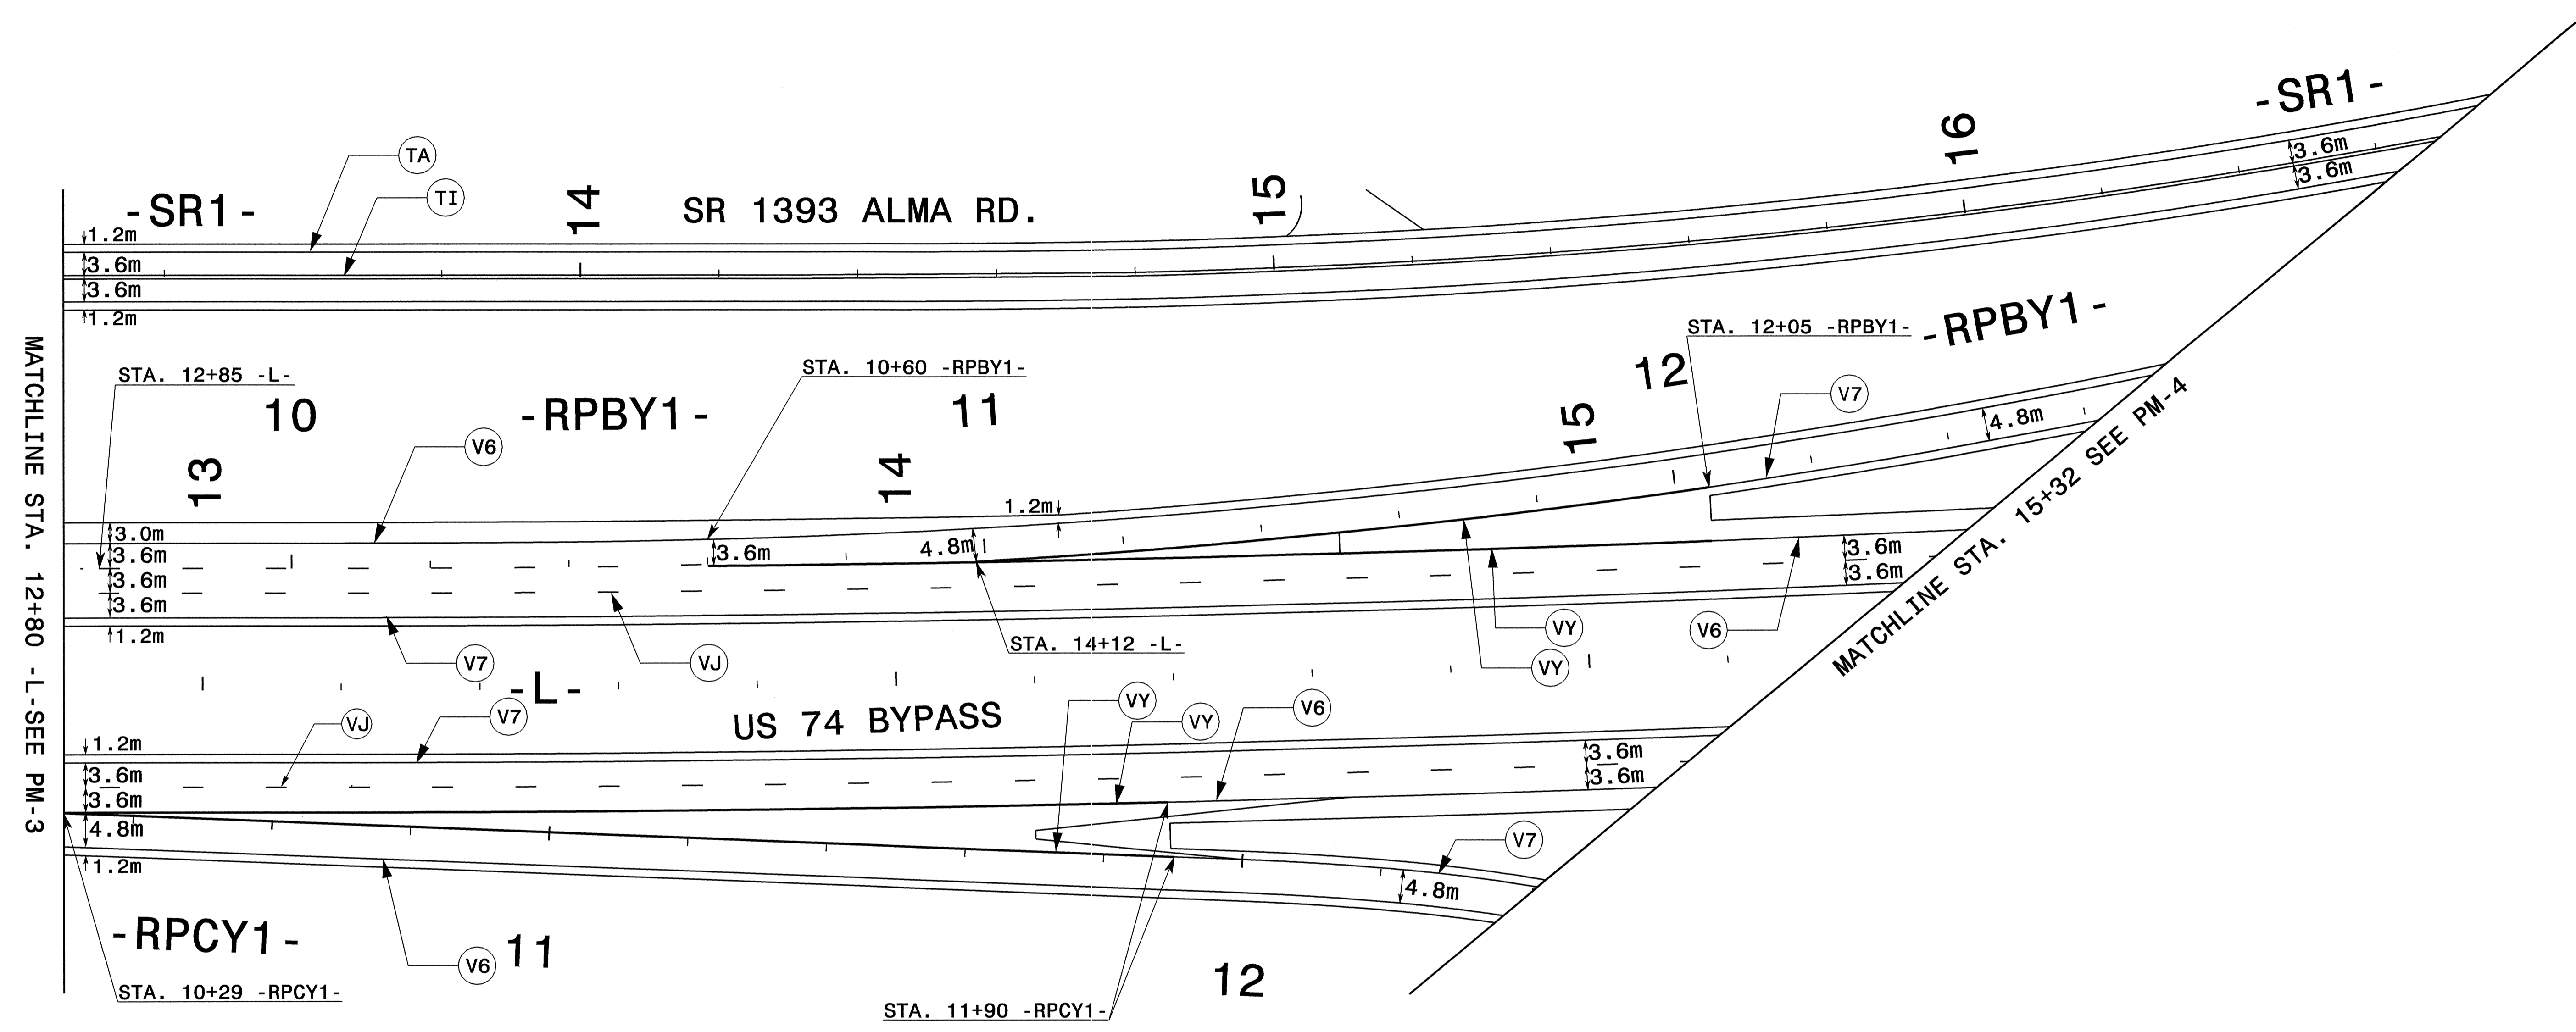 -SR1-
16
TA
TI
-SR1-
14
SR 1393 ALMA RD.
15
3.6m
3.6m
1.2m
3.6m
3.6m
1.2m
MATCHLINE STA. 12+80 -L-SEE PM-3
STA. 12+85 -L-
10
-RPBY1-
STA. 10+60 -RPBY1-
11
STA. 12+05 -RPBY1-
-RPBY1-
12
V7
15
4.8m
MATCHLINE STA. 15+32 SEE PM-4
13
V6
14
1.2m
3.0m
3.6m
3.6m
3.6m
1.2m
3.6m
4.8m
3.6m
3.6m
STA. 14+12 -L-
VY
VY
V6
V7
VJ
-L-
US 74 BYPASS
VJ
V7
VY
VY
V6
1.2m
3.6m
3.6m
4.8m
1.2m
3.6m
3.6m
V7
4.8m
-RPCY1-
V6
11
12
STA. 10+29 -RPCY1-
STA. 11+90 -RPCY1-